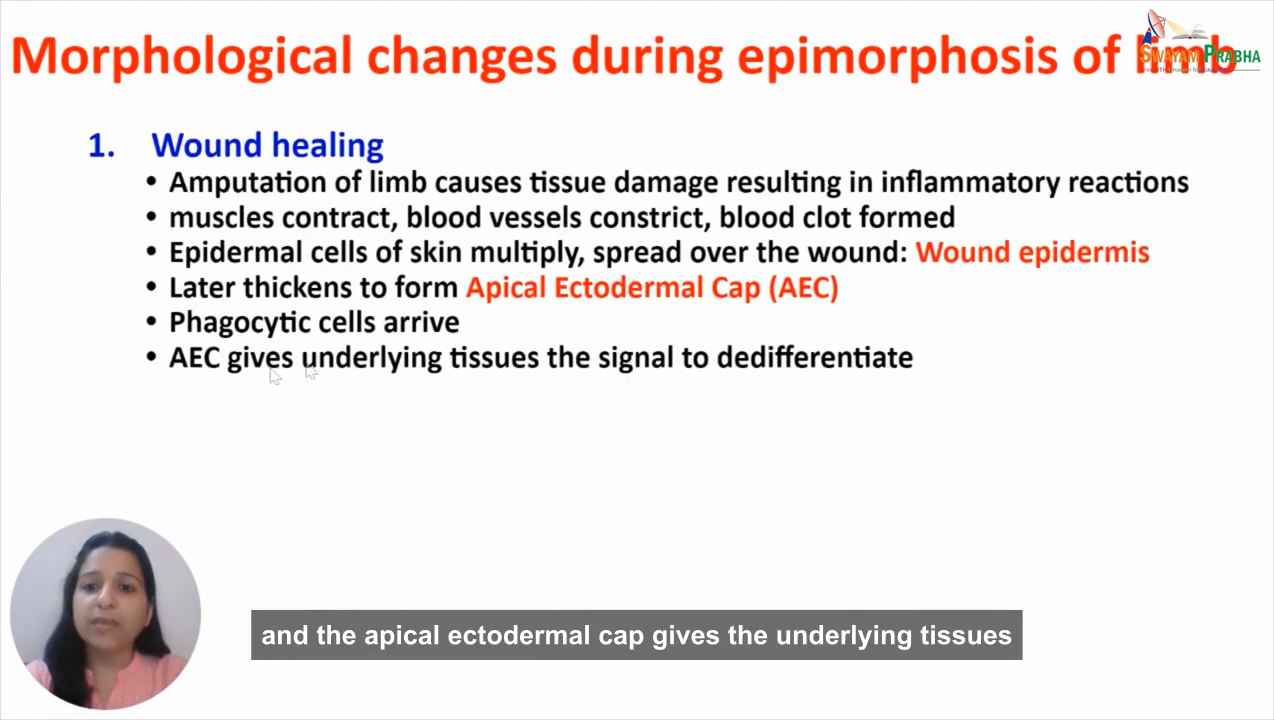 Morphological changes during epimorphosis of limb
SWAYAM PRABHA
1. Wound healing
• Amputation of limb causes tissue damage resulting in inflammatory reactions
• muscles contract, blood vessels constrict, blood clot formed
• Epidermal cells of skin multiply, spread over the wound: Wound epidermis
• Later thickens to form Apical Ectodermal Cap (AEC)
• Phagocytic cells arrive
• AEC gives underlying tissues the signal to dedifferentiate
and the apical ectodermal cap gives the underlying tissues